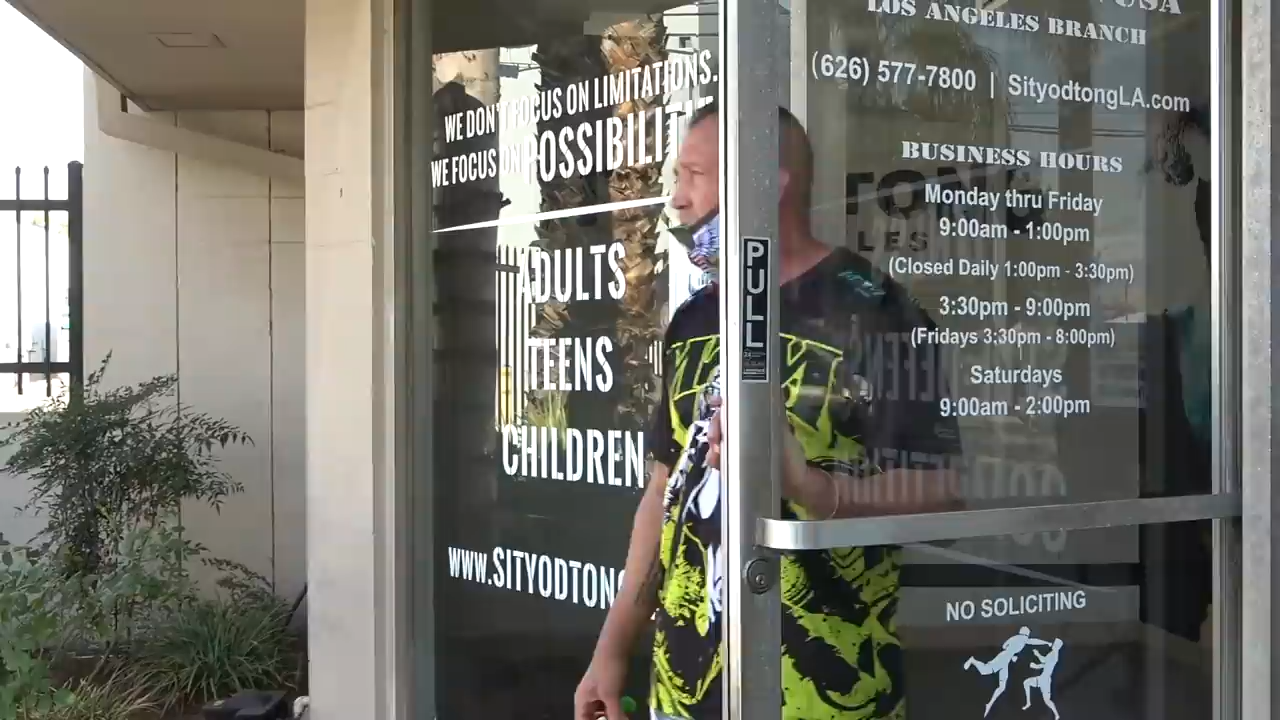 USA
LOS ANGELES BRANCH
(626) 577-7800 | SityodtongLA.com
BUSINESS HOURS
Monday thru Friday
9:00am - 1:00pm
(Closed Daily 1:00pm - 3:30pm)
3:30pm - 9:00pm
(Fridays 3:30pm - 8:00pm)
Saturdays
9:00am - 2:00pm
NO SOLICITING
PULL
WE DON'T FOCUS ON LIMITATIONS.
WE FOCUS ON POSSIBILITIE
ADULTS
TEENS
CHILDREN
WWW.SITYODTONG